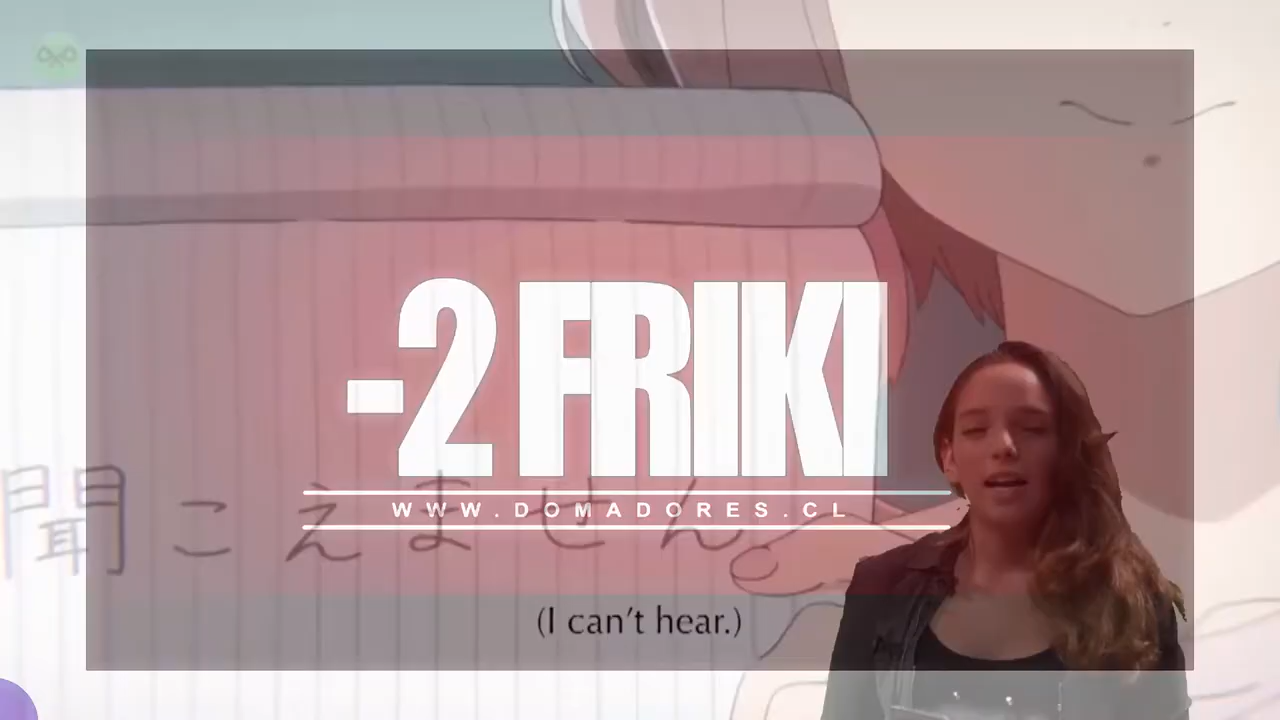 -2 FRIKI
WWW.DOMADORES.CL
聞こえません
(I can't hear.)